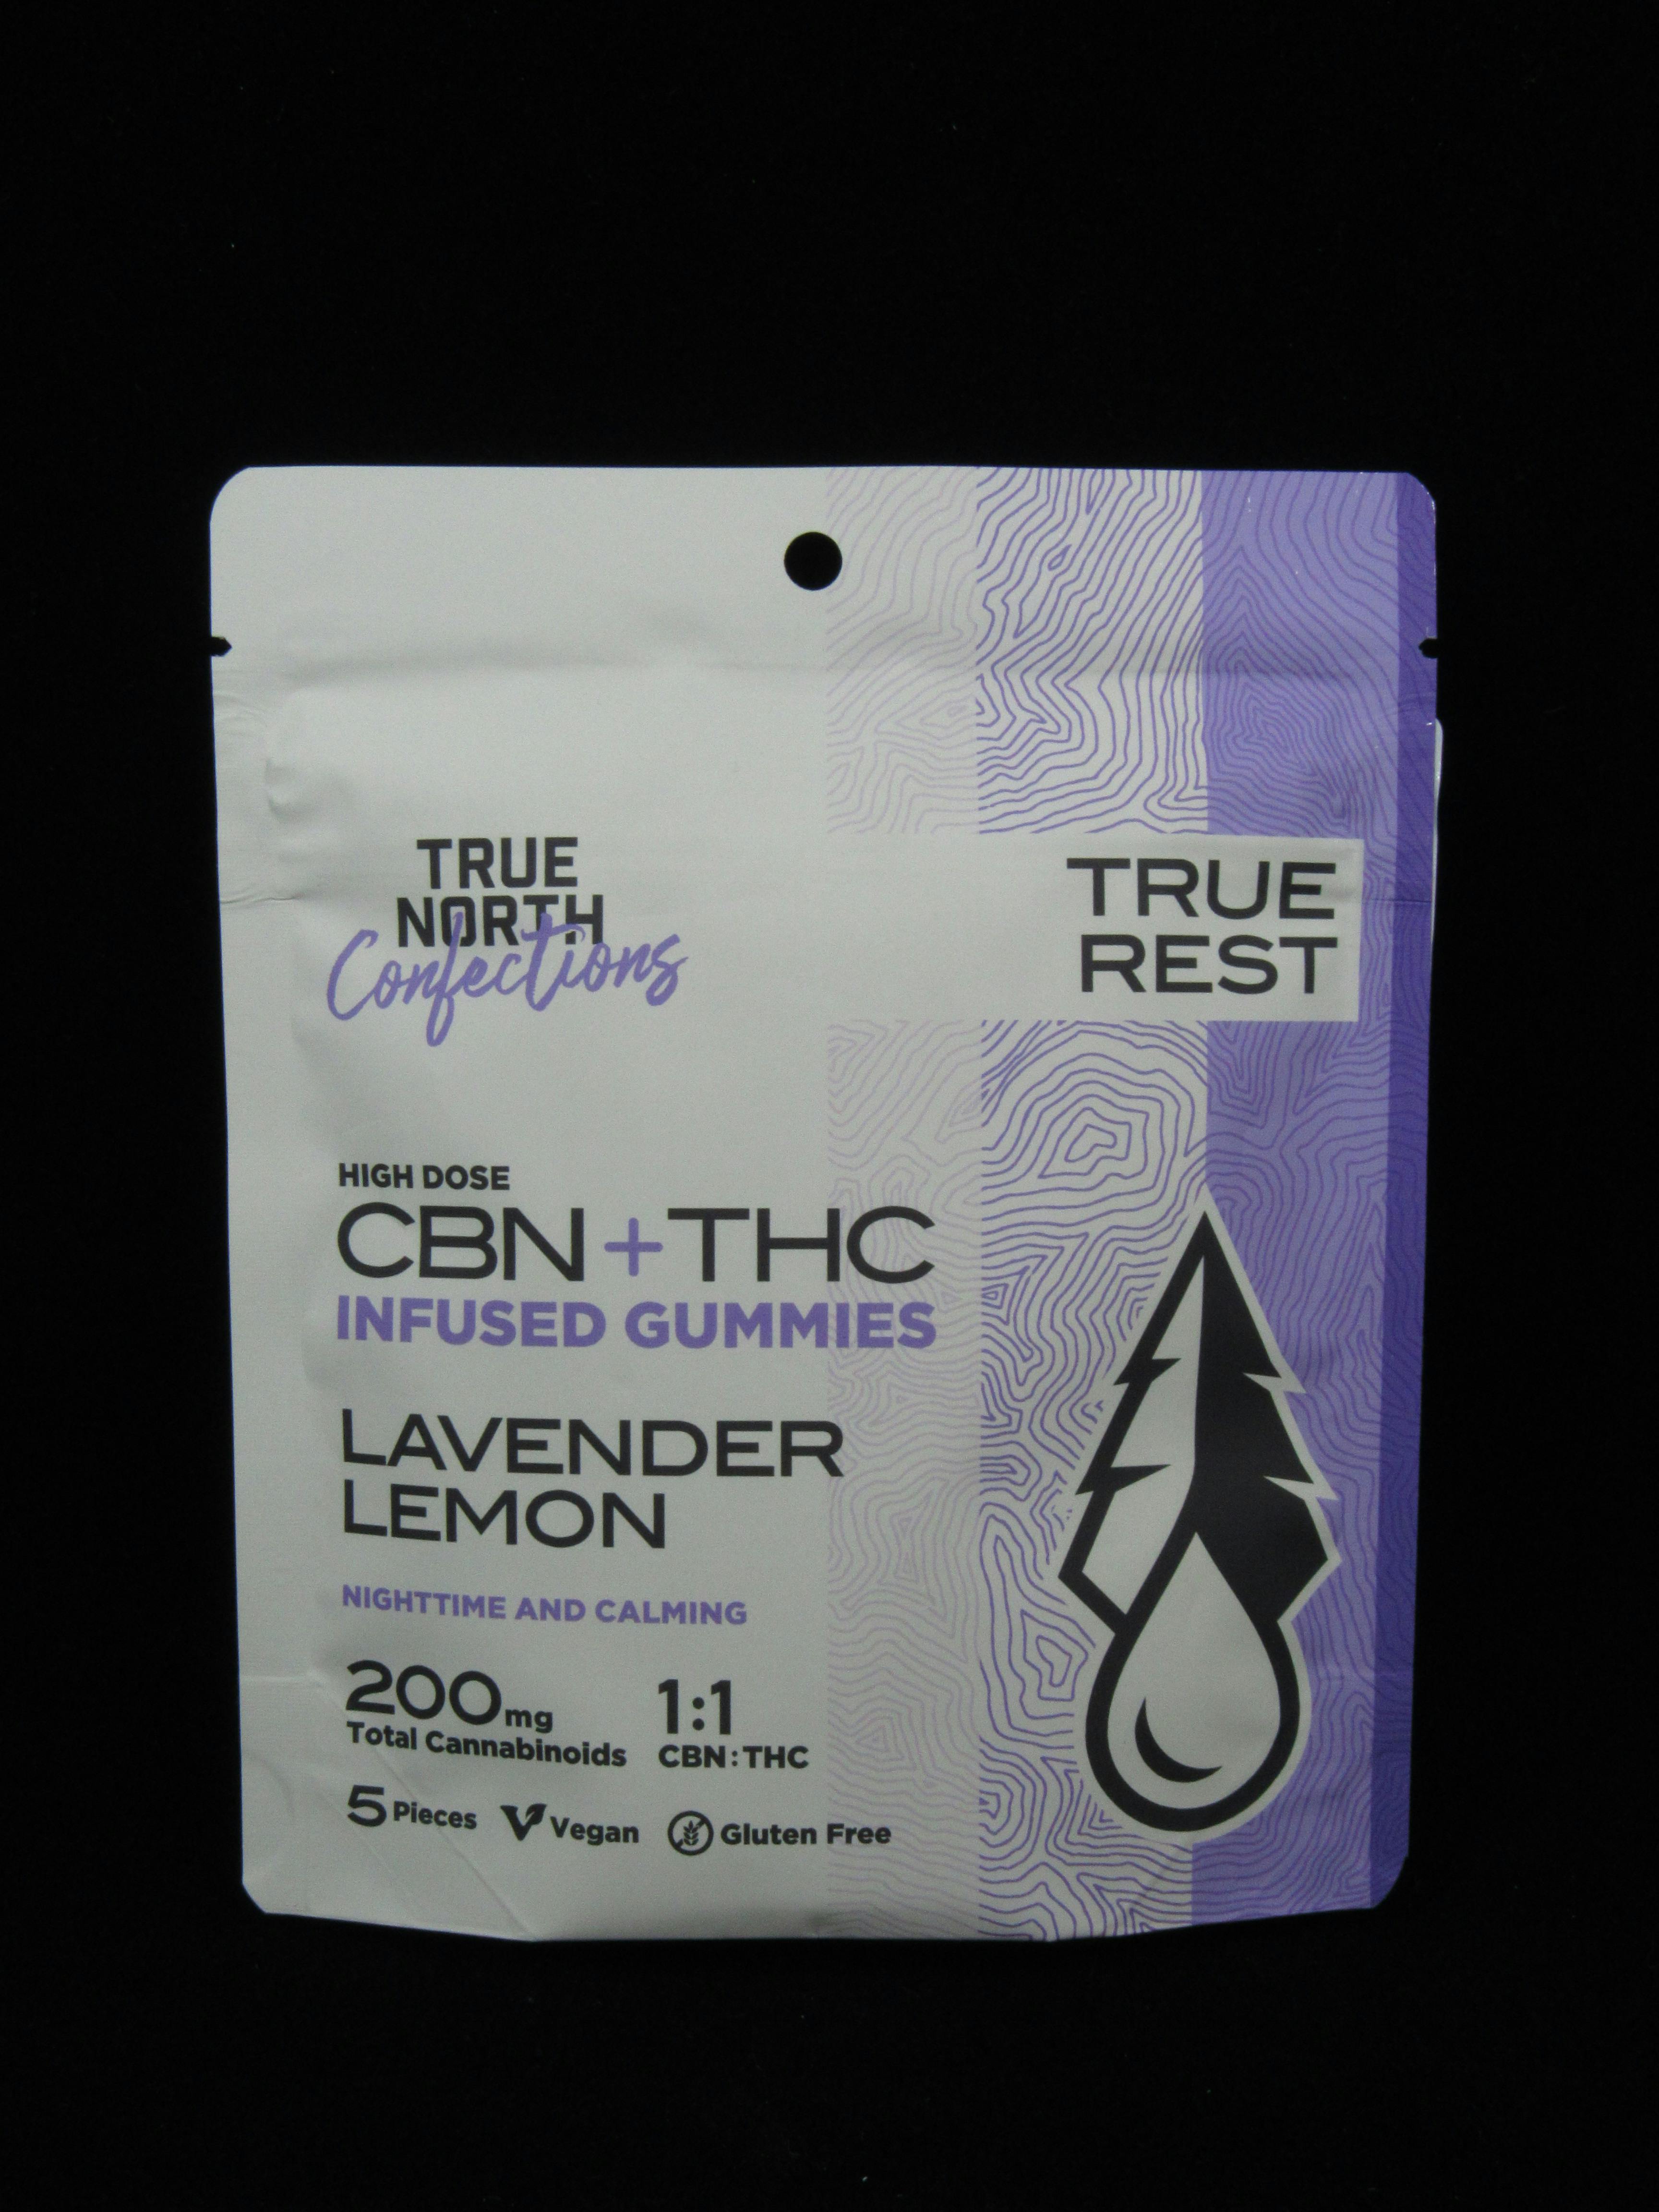 TRUE
NORTH
Confections
TRUE
REST
HIGH DOSE
CBN+THC
INFUSED GUMMIES
LAVENDER
LEMON
NIGHTTIME AND CALMING
200mg
Total Cannabinoids
1:1
CBN:THC
5 Pieces Vegan Gluten Free